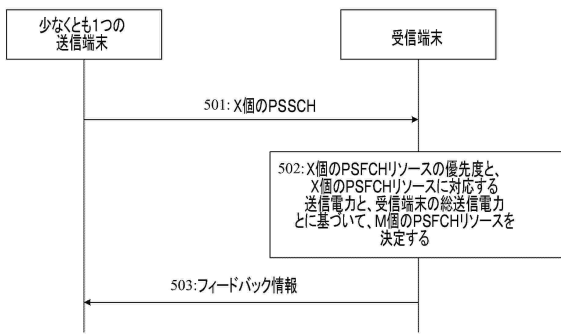 少なくとも1つの
送信端末
受信端末
501: X個のPSSCH
502:X個のPSFCHリソースの優先度と、
X個のPSFCHリソースに対応する
送信電力と、受信端末の総送信電力
とに基づいて、M個のPSFCHリソースを
決定する
503:フィードバック情報